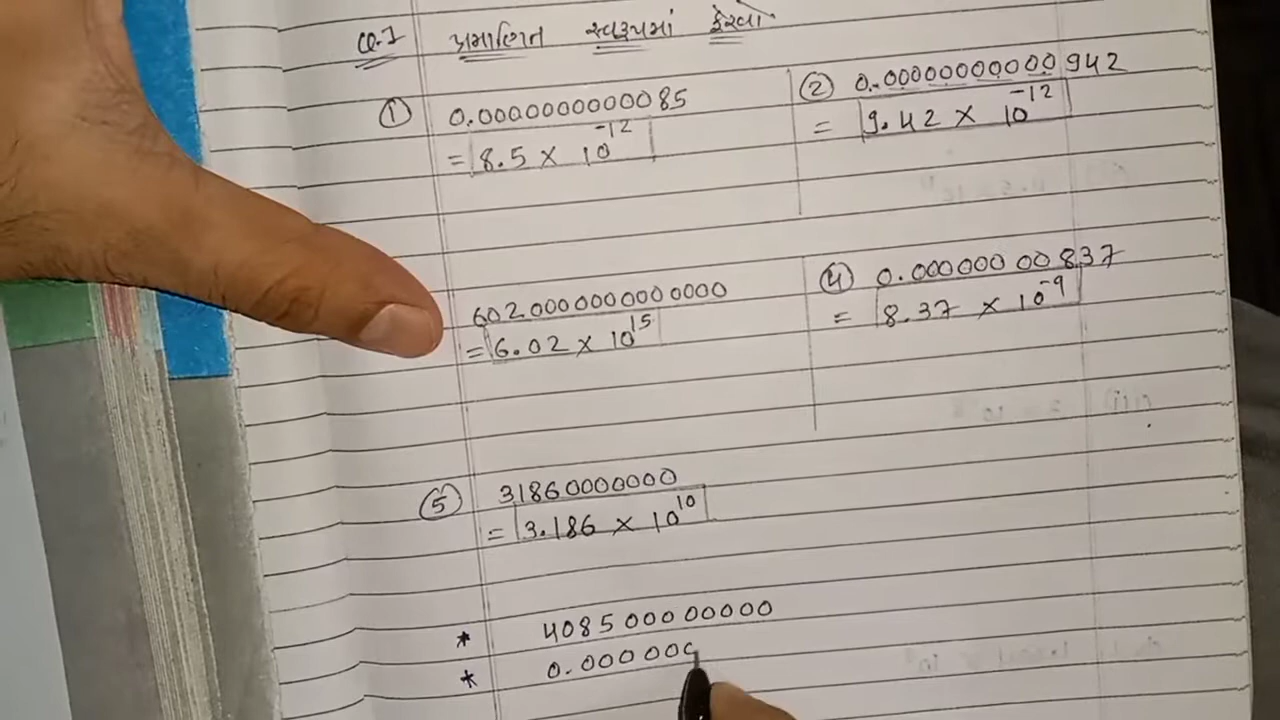 Q.1 પ્રમાણિત સ્વરૂપમાં ફેરવો
① 0.0000000000085
= 8.5 × 10⁻¹²
② 0.00000000000942
= 9.42 × 10⁻¹²
6020000000000000
= 6.02 × 10¹⁵
④ 0.00000000837
= 8.37 × 10⁻⁹
⑤ 31860000000
= 3.186 × 10¹⁰
* 408500000000
* 0.000000